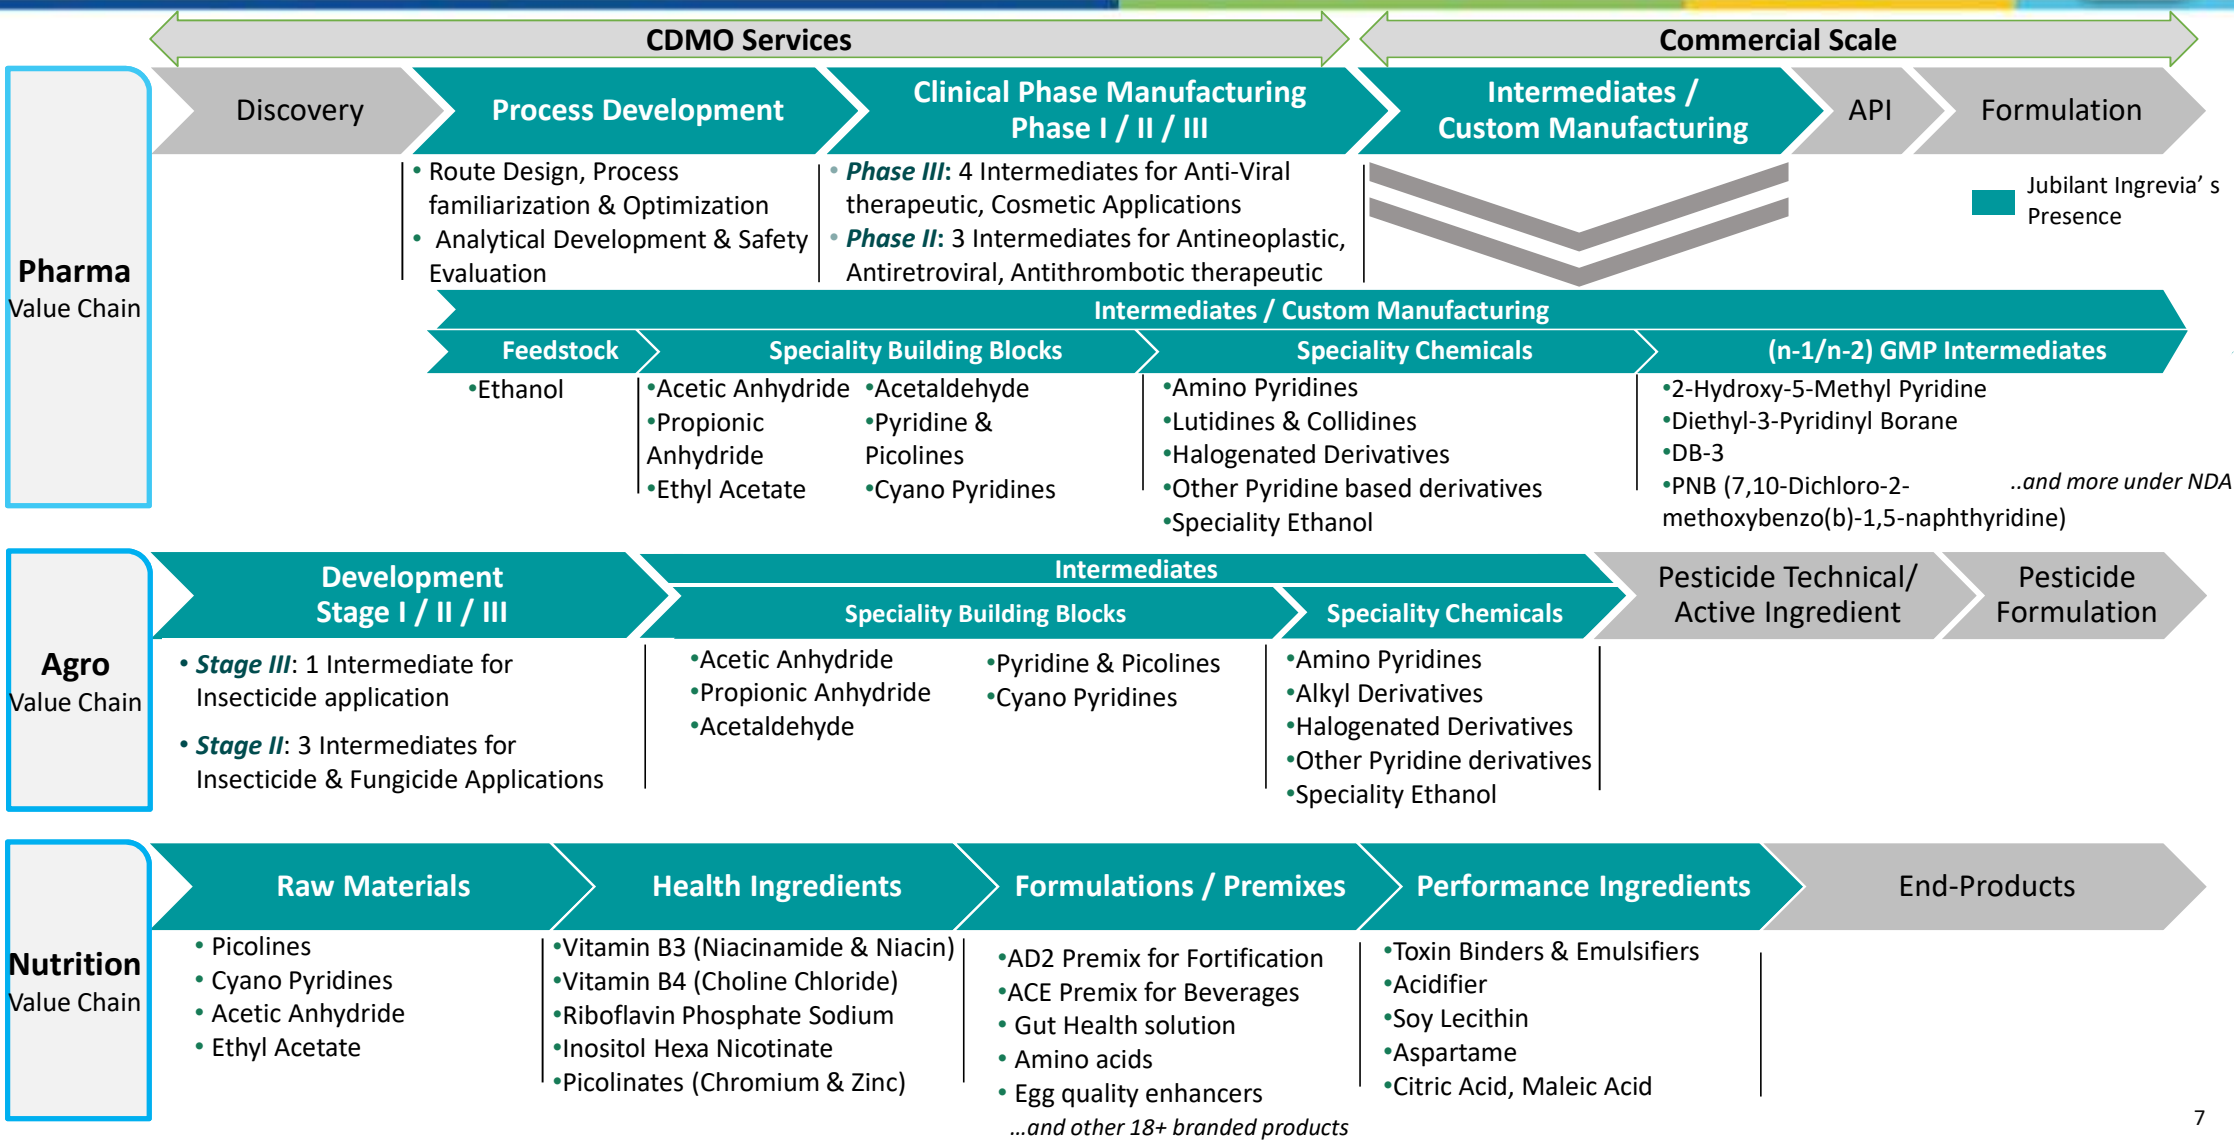 CDMO Services
Commercial Scale
Pharma
Value Chain
Discovery
Process Development
Clinical Phase Manufacturing
Phase I / II / III
Intermediates /
Custom Manufacturing
API
Formulation
• Route Design, Process
familiarization & Optimization
• Analytical Development & Safety
Evaluation
• Phase III: 4 Intermediates for Anti-Viral
therapeutic, Cosmetic Applications
• Phase II: 3 Intermediates for Antineoplastic,
Antiretroviral, Antithrombotic therapeutic
Jubilant Ingrevia' s
Presence
Intermediates / Custom Manufacturing
Feedstock
Speciality Building Blocks
Speciality Chemicals
(n-1/n-2) GMP Intermediates
•Ethanol
•Acetic Anhydride
•Propionic
Anhydride
•Ethyl Acetate
•Acetaldehyde
•Pyridine &
Picolines
•Cyano Pyridines
•Amino Pyridines
•Lutidines & Collidines
•Halogenated Derivatives
•Other Pyridine based derivatives
•Speciality Ethanol
•2-Hydroxy-5-Methyl Pyridine
•Diethyl-3-Pyridinyl Borane
•DB-3
•PNB (7,10-Dichloro-2-
methoxybenzo(b)-1,5-naphthyridine)
..and more under NDA
Agro
Value Chain
Development
Stage I / II / III
Intermediates
Speciality Building Blocks
Speciality Chemicals
Pesticide Technical/
Active Ingredient
Pesticide
Formulation
• Stage III: 1 Intermediate for
Insecticide application
• Stage II: 3 Intermediates for
Insecticide & Fungicide Applications
•Acetic Anhydride
•Propionic Anhydride
•Acetaldehyde
•Pyridine & Picolines
•Cyano Pyridines
•Amino Pyridines
•Alkyl Derivatives
•Halogenated Derivatives
•Other Pyridine derivatives
•Speciality Ethanol
Nutrition
Value Chain
Raw Materials
Health Ingredients
Formulations / Premixes
Performance Ingredients
End-Products
• Picolines
• Cyano Pyridines
• Acetic Anhydride
• Ethyl Acetate
•Vitamin B3 (Niacinamide & Niacin)
•Vitamin B4 (Choline Chloride)
•Riboflavin Phosphate Sodium
•Inositol Hexa Nicotinate
•Picolinates (Chromium & Zinc)
•AD2 Premix for Fortification
•ACE Premix for Beverages
• Gut Health solution
• Amino acids
• Egg quality enhancers
...and other 18+ branded products
•Toxin Binders & Emulsifiers
•Acidifier
•Soy Lecithin
•Aspartame
•Citric Acid, Maleic Acid
7